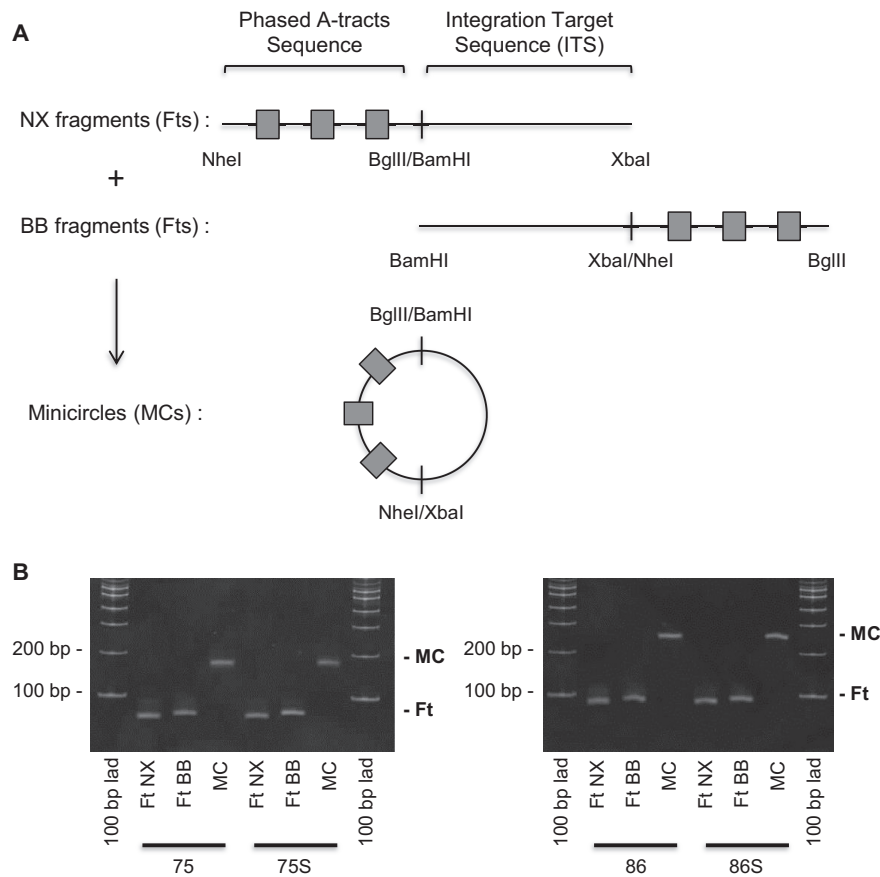 A
Phased A-tracts
Sequence
Integration Target
Sequence (ITS)
NX fragments (Fts) :
NheI
BglII/BamHI
XbaI
+
BB fragments (Fts) :
BamHI
XbaI/NheI
BglII
BglII/BamHI
Minicircles (MCs) :
NheI/XbaI
B
200 bp -
100 bp -
- MC
- Ft
100 bp lad
Ft NX
Ft BB
MC
Ft NX
Ft BB
MC
100 bp lad
75
75S
200 bp -
100 bp -
- MC
- Ft
100 bp lad
Ft NX
Ft BB
MC
Ft NX
Ft BB
MC
100 bp lad
86
86S